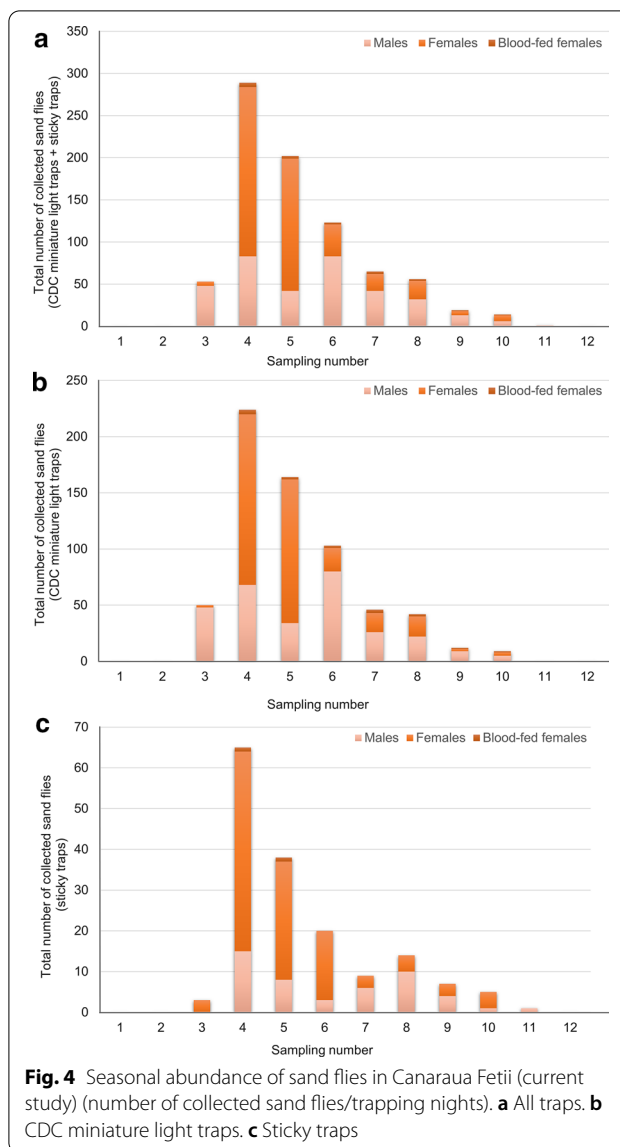 a
Males Females Blood-fed females
Total number of collected sand flies
(CDC miniature light traps + sticky traps)
350
300
250
200
150
100
50
0
1 2 3 4 5 6 7 8 9 10 11 12
Sampling number
b
Males Females Blood-fed females
Total number of collected sand flies
(CDC miniature light traps)
250
200
150
100
50
0
1 2 3 4 5 6 7 8 9 10 11 12
Sampling number
c
Males Females Blood-fed females
Total number of collected sand flies
(sticky traps)
70
60
50
40
30
20
10
0
1 2 3 4 5 6 7 8 9 10 11 12
Sampling number
Fig. 4 Seasonal abundance of sand flies in Canaraua Fetii (current
study) (number of collected sand flies/trapping nights). a All traps. b
CDC miniature light traps. c Sticky traps